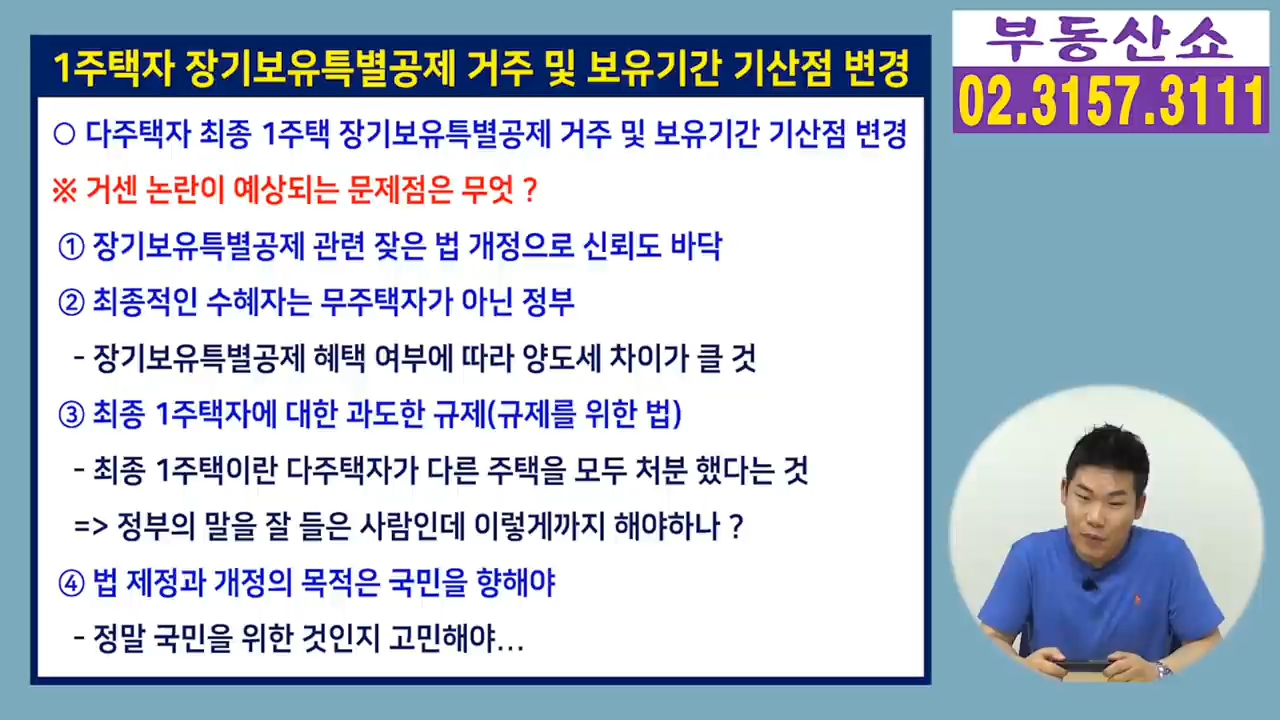 1주택자 장기보유특별공제 거주 및 보유기간 기산점 변경
○ 다주택자 최종 1주택 장기보유특별공제 거주 및 보유기간 기산점 변경
※ 거센 논란이 예상되는 문제점은 무엇 ?
① 장기보유특별공제 관련 잦은 법 개정으로 신뢰도 바닥
② 최종적인 수혜자는 무주택자가 아닌 정부
- 장기보유특별공제 혜택 여부에 따라 양도세 차이가 클 것
③ 최종 1주택자에 대한 과도한 규제(규제를 위한 법)
- 최종 1주택이란 다주택자가 다른 주택을 모두 처분 했다는 것
=> 정부의 말을 잘 들은 사람인데 이렇게까지 해야하나 ?
④ 법 제정과 개정의 목적은 국민을 향해야
- 정말 국민을 위한 것인지 고민해야...
부동산쇼
02.3157.3111